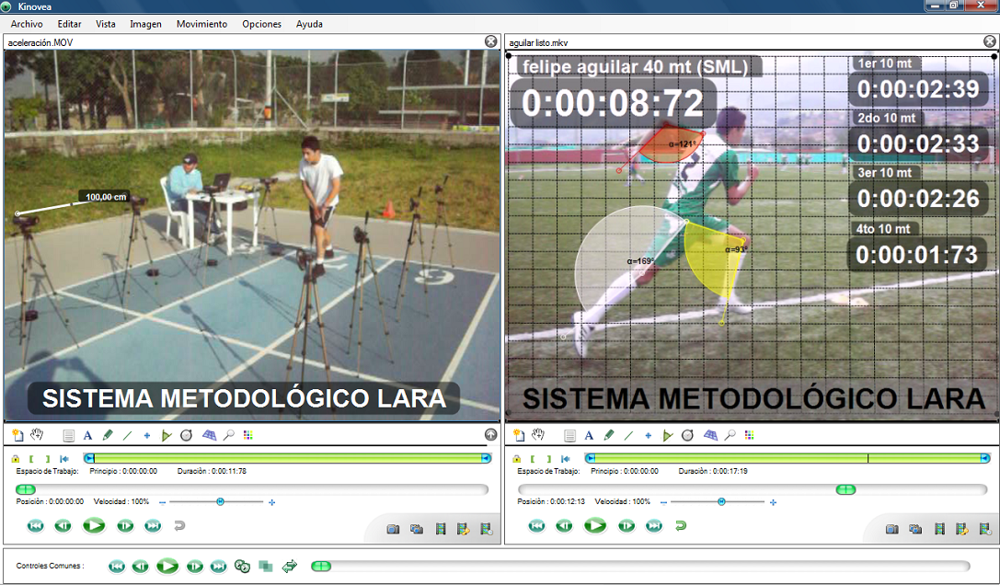 Kinovea
Archivo Editar Vista Imagen Movimiento Opciones Ayuda
aceleración.MOV
100,00 cm
1
6
SISTEMA METODOLÓGICO LARA
Espacio de Trabajo: Principio : 0:00:00:00 Duración : 0:00:11:78
Posición : 0:00:00:00 Velocidad : 100%
aguilar listo.mkv
felipe aguilar 40 mt (SML)
0:00:08:72
1er 10 mt
0:00:02:39
2do 10 mt
0:00:02:33
3er 10 mt
0:00:02:26
4to 10 mt
0:00:01:73
α=121°
2
α=93°
α=169°
SISTEMA METODOLÓGICO LARA
Espacio de Trabajo: Principio : 0:00:00:00 Duración : 0:00:17:19
Posición : 0:00:12:13 Velocidad : 100%
Controles Comunes :